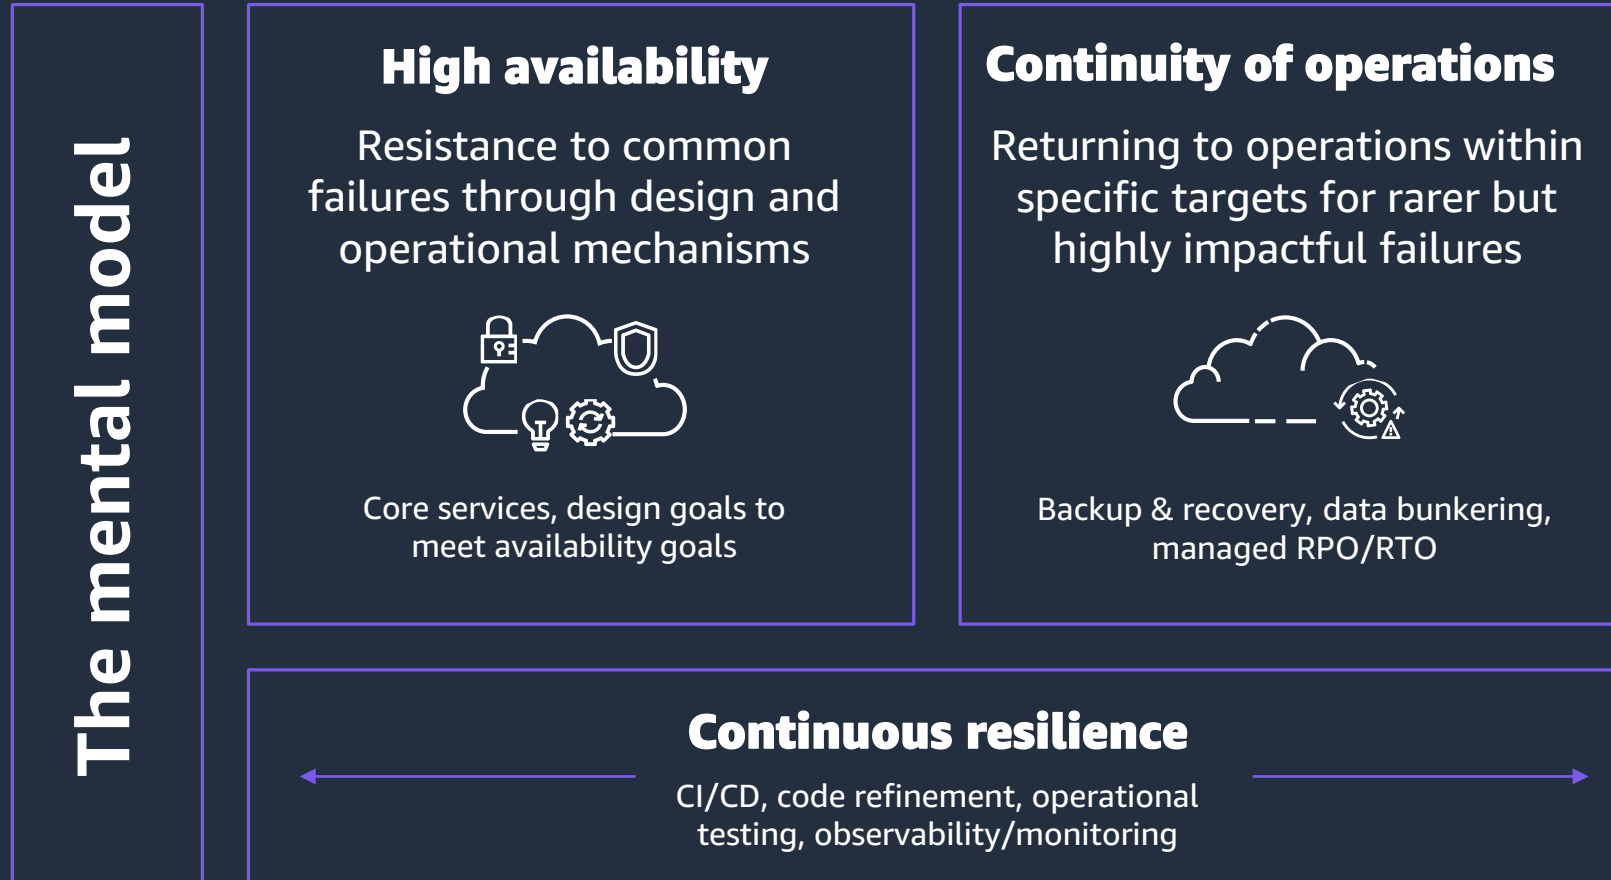 The mental model
High availability
Resistance to common
failures through design and
operational mechanisms
Core services, design goals to
meet availability goals
Continuity of operations
Returning to operations within
specific targets for rarer but
highly impactful failures
Backup & recovery, data bunkering,
managed RPO/RTO
Continuous resilience
CI/CD, code refinement, operational
testing, observability/monitoring